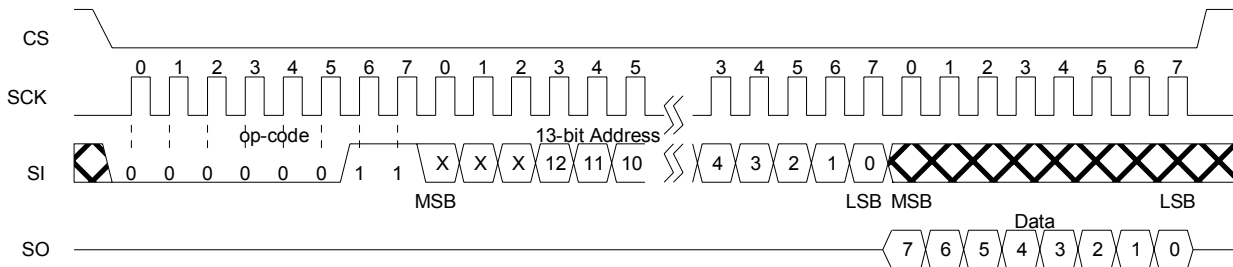 CS
0 1 2 3 4 5 6 7 0 1 2 3 4 5 3 4 5 6 7 0 1 2 3 4 5 6 7
SCK
op-code 13-bit Address
SI 0 0 0 0 0 0 1 1 X X X 12 11 10 4 3 2 1 0
MSB LSB MSB LSB
Data
SO 7 6 5 4 3 2 1 0